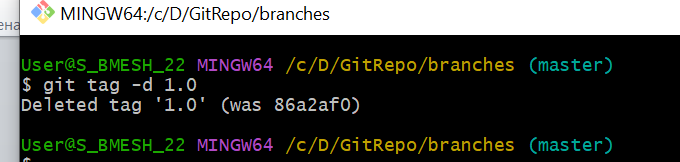 MINGW64:/c/D/GitRepo/branches
ена
User@S_BMESH_22 MINGW64 /c/D/GitRepo/branches (master)
$ git tag -d 1.0
Deleted tag '1.0' (was 86a2af0)
User@S_BMESH_22 MINGW64 /c/D/GitRepo/branches (master)
$